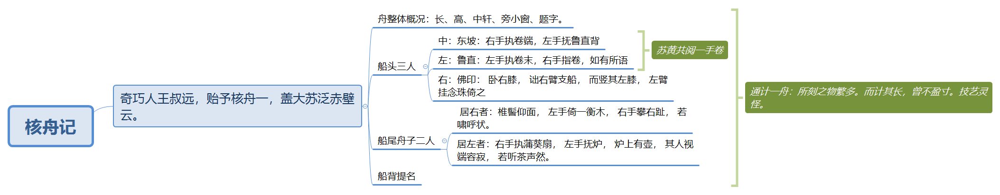 核舟记
奇巧人王叔远，贻予核舟一，盖大苏泛赤壁
云。
舟整体概况：长、高、中轩、旁小窗、题字。
船头三人
中：东坡：右手执卷端，左手抚鲁直背
左：鲁直：左手执卷末，右手指卷，如有所语
右：佛印： 卧右膝， 诎右臂支船， 而竖其左膝， 左臂
挂念珠倚之
苏黄共阅一手卷
船尾舟子二人
居右者：椎髻仰面， 左手倚一衡木， 右手攀右趾， 若
啸呼状。
居左者：右手执蒲葵扇， 左手抚炉， 炉上有壶， 其人视
端容寂， 若听茶声然。
船背提名
通计一舟：所刻之物繁多。而计其长，曾不盈寸。技艺灵
怪。